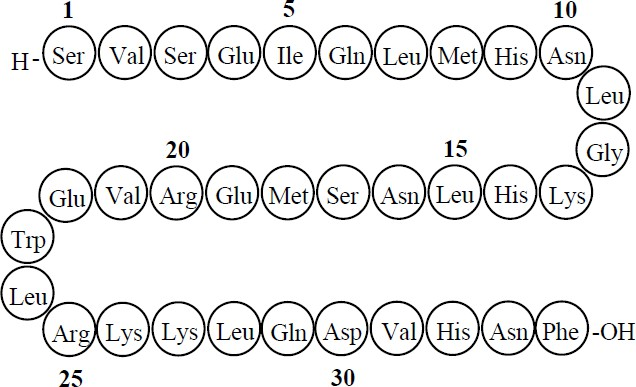 1 5 10
H- Ser Val Ser Glu Ile Gln Leu Met His Asn
Leu
Gly
20 15
Glu Val Arg Glu Met Ser Asn Leu His Lys
Trp
Leu
Arg Lys Lys Leu Gln Asp Val His Asn Phe -OH
25 30